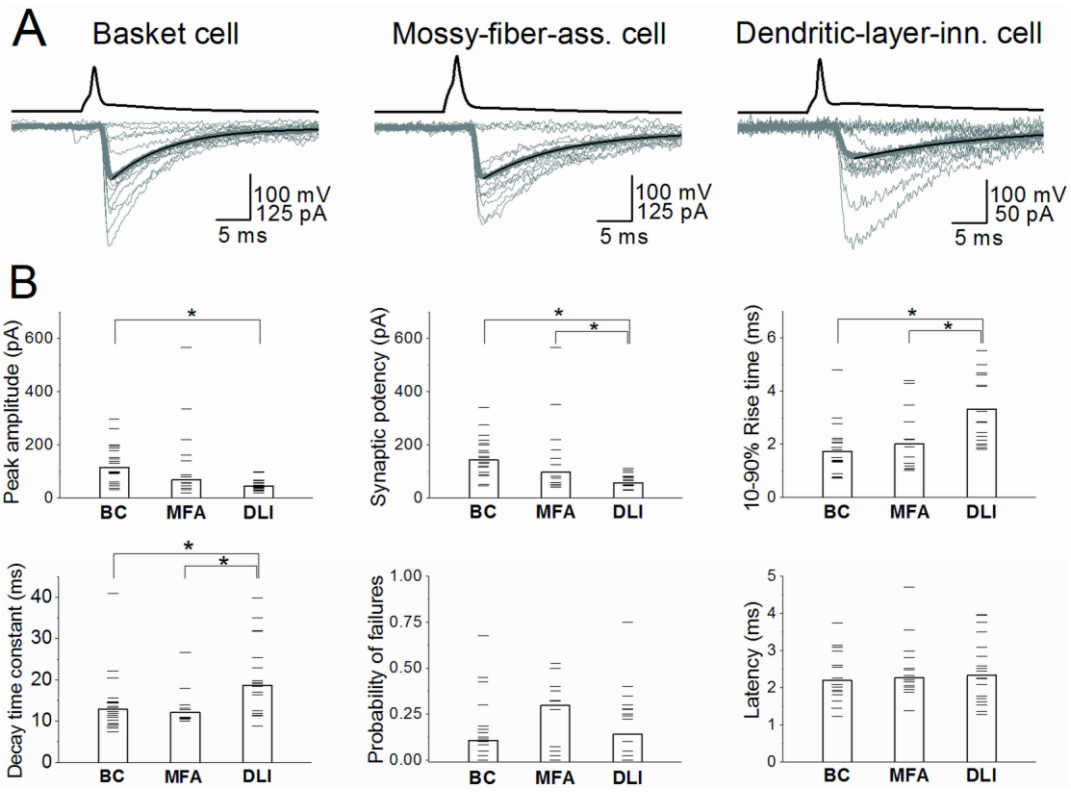 A
Basket cell
Mossy-fiber-ass. cell
Dendritic-layer-inn. cell
100 mV
125 pA
5 ms
100 mV
125 pA
5 ms
100 mV
50 pA
5 ms
B
Peak amplitude (pA)
600
400
200
0
*
BC MFA DLI
Synaptic potency (pA)
600
400
200
0
*
*
BC MFA DLI
10-90% Rise time (ms)
6
4
2
0
*
*
BC MFA DLI
Decay time constant (ms)
40
30
20
10
0
*
*
BC MFA DLI
Probability of failures
1.00
0.75
0.50
0.25
0.00
BC MFA DLI
Latency (ms)
5
4
3
2
1
0
BC MFA DLI